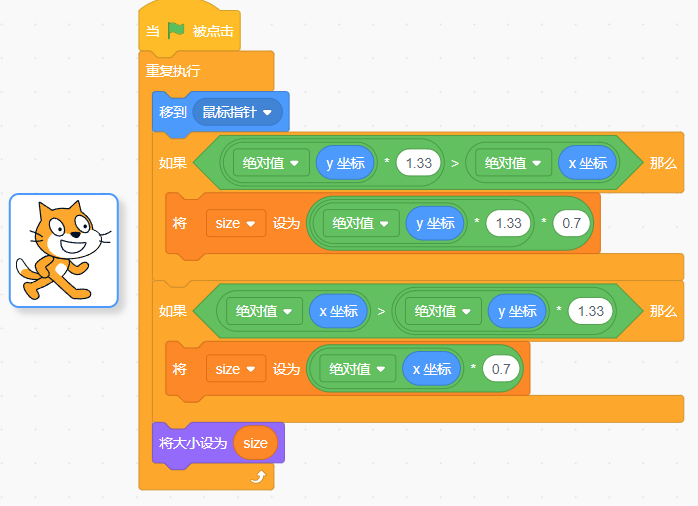 当 被点击
重复执行
移到 鼠标指针
如果 绝对值 y 坐标 * 1.33 > 绝对值 x 坐标 那么
将 size 设为 绝对值 y 坐标 * 1.33 * 0.7
如果 绝对值 x 坐标 > 绝对值 y 坐标 * 1.33 那么
将 size 设为 绝对值 x 坐标 * 0.7
将大小设为 size